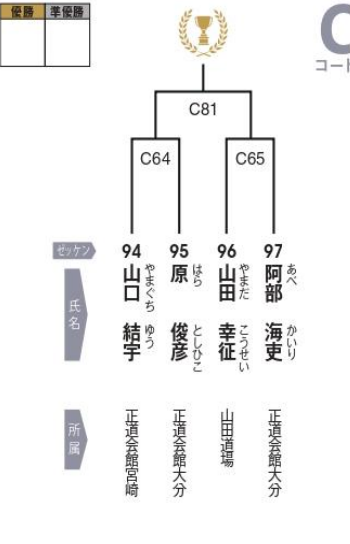 優勝 準優勝
C
コート
C81
C64 C65
ゼッケン 94 95 96 97
氏名
山口 結宇 やまぐち ゆう
原 俊彦 はら としひこ
山田 幸征 やまだ こうせい
阿部 海吏 あべ かいり
所属
正道会館宮崎
正道会館大分
山田道場
正道会館大分